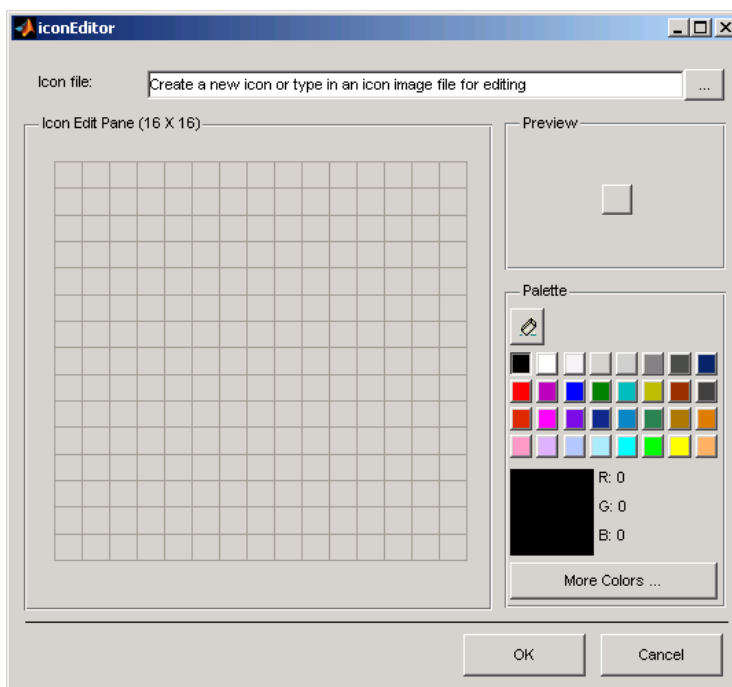 iconEditor
Icon file:
Create a new icon or type in an icon image file for editing
...
Icon Edit Pane (16 X 16)
Preview
Palette
R: 0
G: 0
B: 0
More Colors ...
OK
Cancel